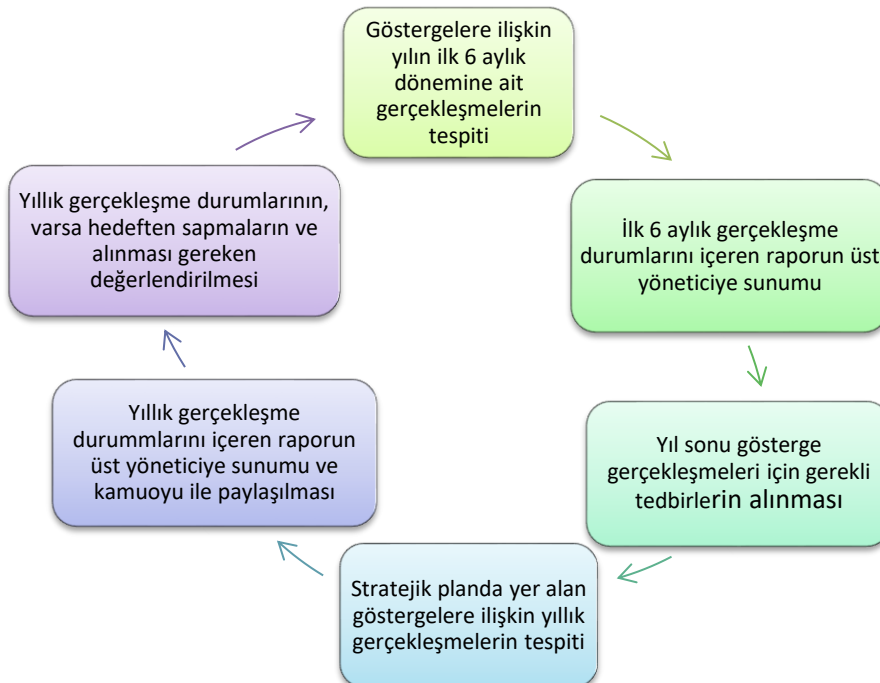 Göstergelere ilişkin
yılın ilk 6 aylık
dönemine ait
gerçekleşmelerin
tespiti
İlk 6 aylık gerçekleşme
durumlarını içeren raporun üst
yöneticiye sunumu
Yıl sonu gösterge
gerçekleşmeleri için gerekli
tedbirlerin alınması
Stratejik planda yer alan
göstergelere ilişkin yıllık
gerçekleşmelerin tespiti
Yıllık gerçekleşme
durummlarını içeren raporun
üst yöneticiye sunumu ve
kamuoyu ile paylaşılması
Yıllık gerçekleşme durumlarının,
varsa hedeften sapmaların ve
alınması gereken
değerlendirilmesi